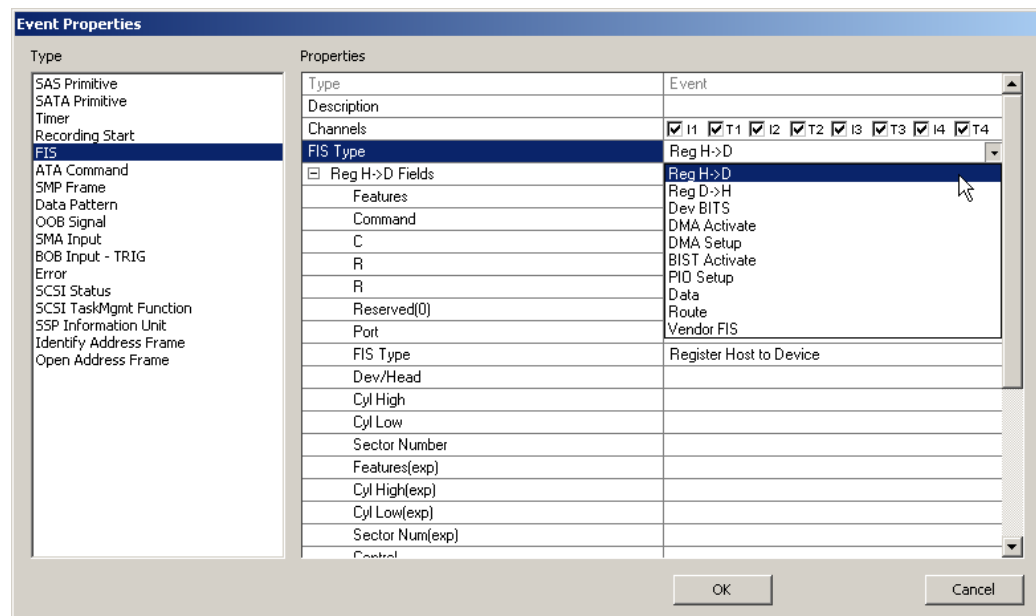 Event Properties
Type
SAS Primitive
SATA Primitive
Timer
Recording Start
FIS
ATA Command
SMP Frame
Data Pattern
OOB Signal
SMA Input
BOB Input - TRIG
Error
SCSI Status
SCSI TaskMgmt Function
SSP Information Unit
Identify Address Frame
Open Address Frame
Properties
Type Event
Description
Channels I1 T1 I2 T2 I3 T3 I4 T4
FIS Type Reg H->D
Reg H->D Fields
Features
Command
C
R
R
Reserved(0)
Port
Reg H->D
Reg D->H
Dev BITS
DMA Activate
DMA Setup
BIST Activate
PIO Setup
Data
Route
Vendor FIS
FIS Type Register Host to Device
Dev/Head
Cyl High
Cyl Low
Sector Number
Features(exp)
Cyl High(exp)
Cyl Low(exp)
Sector Num(exp)
Control
OK Cancel